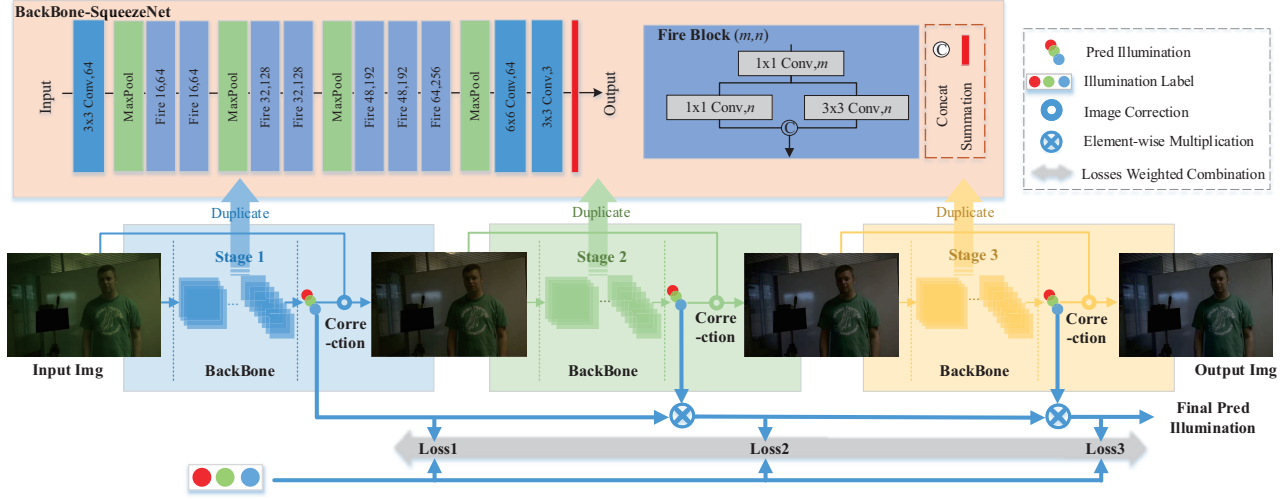 BackBone-SqueezeNet
Input
3x3 Conv,64
MaxPool
Fire 16,64
Fire 16,64
MaxPool
Fire 32,128
Fire 32,128
MaxPool
Fire 48,192
Fire 48,192
Fire 64,256
MaxPool
6x6 Conv,64
3x3 Conv,3
Output
Fire Block (m,n)
1x1 Conv,m
1x1 Conv,n
3x3 Conv,n
C
C
Concat
Summation
Pred Illumination
Illumination Label
Image Correction
Element-wise Multiplication
Losses Weighted Combination
Duplicate
Duplicate
Duplicate
Stage 1
Stage 2
Stage 3
...
...
...
Corre
-ction
Corre
-ction
Corre
-ction
Input Img
BackBone
BackBone
BackBone
Output Img
Final Pred
Illumination
Loss1
Loss2
Loss3